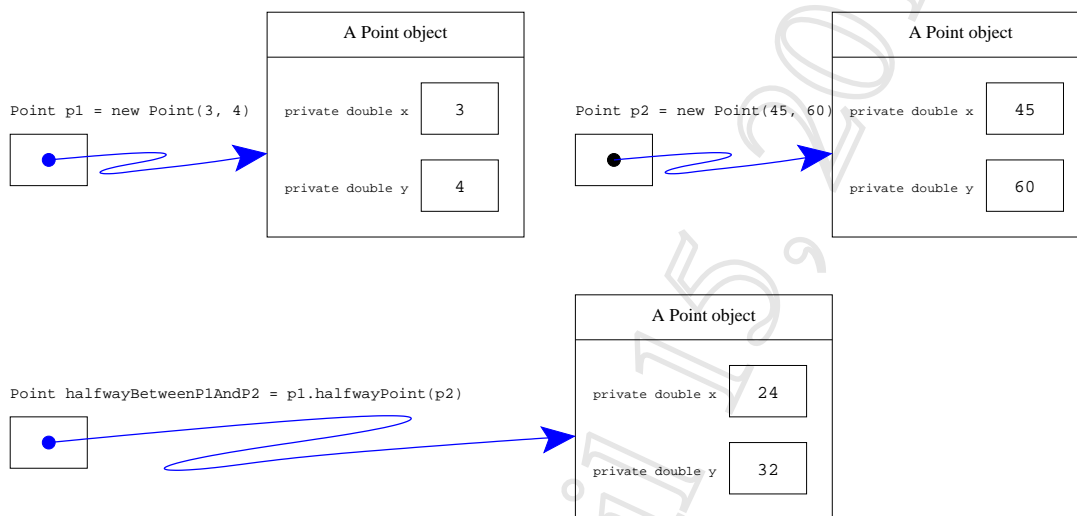 A Point object
Point p1 = new Point(3, 4)
private double x
3
private double y
4
A Point object
Point p2 = new Point(45, 60)
private double x
45
private double y
60
A Point object
Point halfwayBetweenP1AndP2 = p1.halfwayPoint(p2)
private double x
24
private double y
32
15,